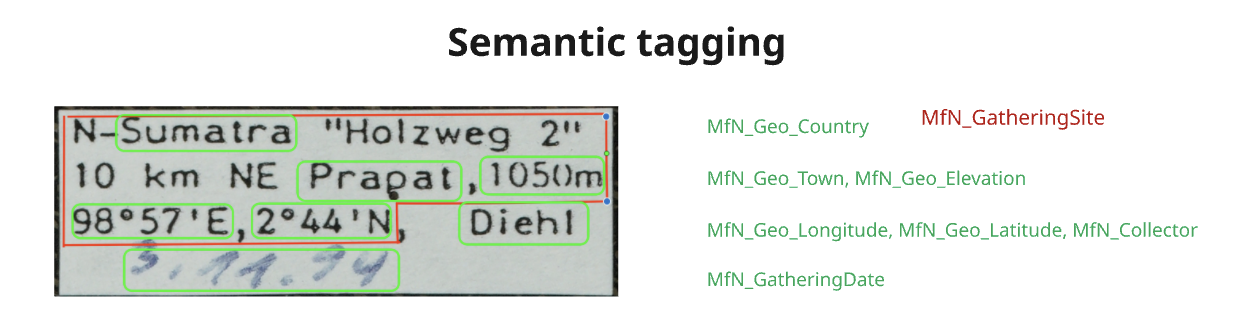 Semantic tagging
N-Sumatra "Holzweg 2"
10 km NE Prapat, 1050m
98°57'E, 2°44'N, Diehl
3.11.94
MfN_Geo_Country MfN_GatheringSite
MfN_Geo_Town, MfN_Geo_Elevation
MfN_Geo_Longitude, MfN_Geo_Latitude, MfN_Collector
MfN_GatheringDate